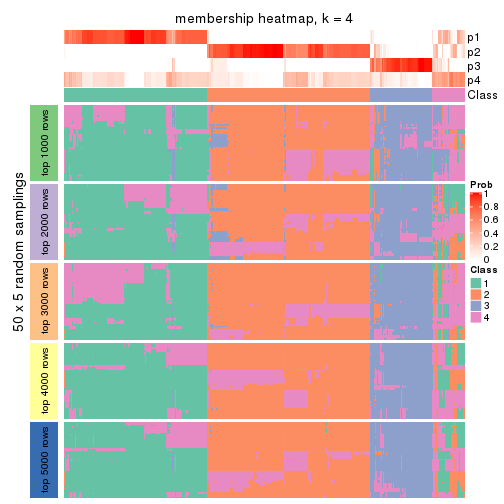 membership heatmap, k = 4
p1
p2
p3
p4
Class
50 x 5 random samplings
top 1000 rows
top 2000 rows
top 3000 rows
top 4000 rows
top 5000 rows
Prob
1
0.8
0.6
0.4
0.2
0
Class
1
2
3
4